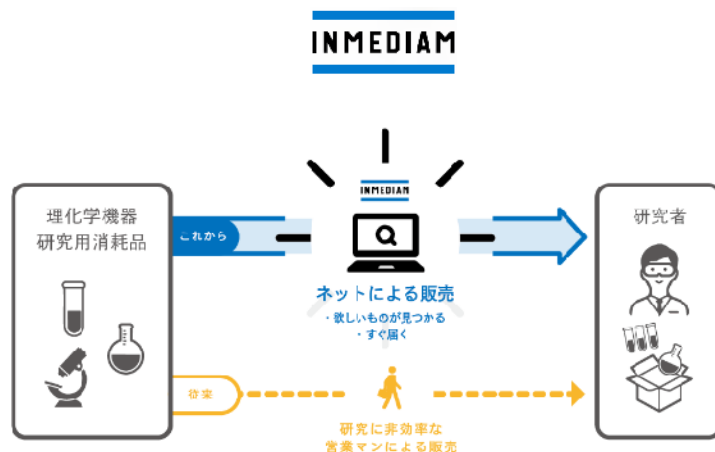 INMEDIAM
INMEDIAM
理化学機器
研究用消耗品
これから
ネットによる販売
・欲しいものが見つかる
・すぐ届く
研究者
従来
研究に非効率な
営業マンによる販売